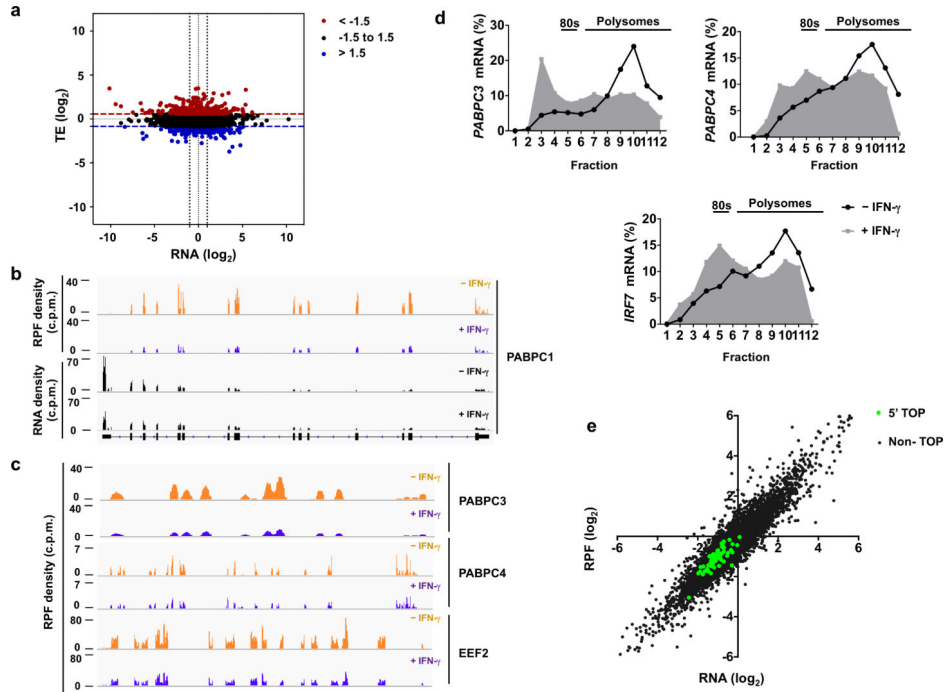 a
< -1.5
-1.5 to 1.5
> 1.5
TE (log2)
10
5
0
-5
-10
-10 -5 0 5 10
RNA (log2)
b
RPF density (c.p.m.)
40
0
– IFN-γ
40
0
+ IFN-γ
RNA density (c.p.m.)
70
0
– IFN-γ
70
0
+ IFN-γ
PABPC1
c
RPF density (c.p.m.)
40
0
– IFN-γ
40
0
+ IFN-γ
PABPC3
7
0
– IFN-γ
7
0
+ IFN-γ
PABPC4
80
0
– IFN-γ
80
0
+ IFN-γ
EEF2
d
80s Polysomes
PABPC3 mRNA (%)
30
20
10
0
1 2 3 4 5 6 7 8 9 10 11 12
Fraction
80s Polysomes
PABPC4 mRNA (%)
20
15
10
5
0
1 2 3 4 5 6 7 8 9 10 11 12
Fraction
80s Polysomes
IRF7 mRNA (%)
20
15
10
5
0
1 2 3 4 5 6 7 8 9 10 11 12
Fraction
– IFN-γ
+ IFN-γ
e
5' TOP
Non- TOP
RPF (log2)
6
4
2
-2
-4
-6
-6 -4 -2 2 4 6
RNA (log2)